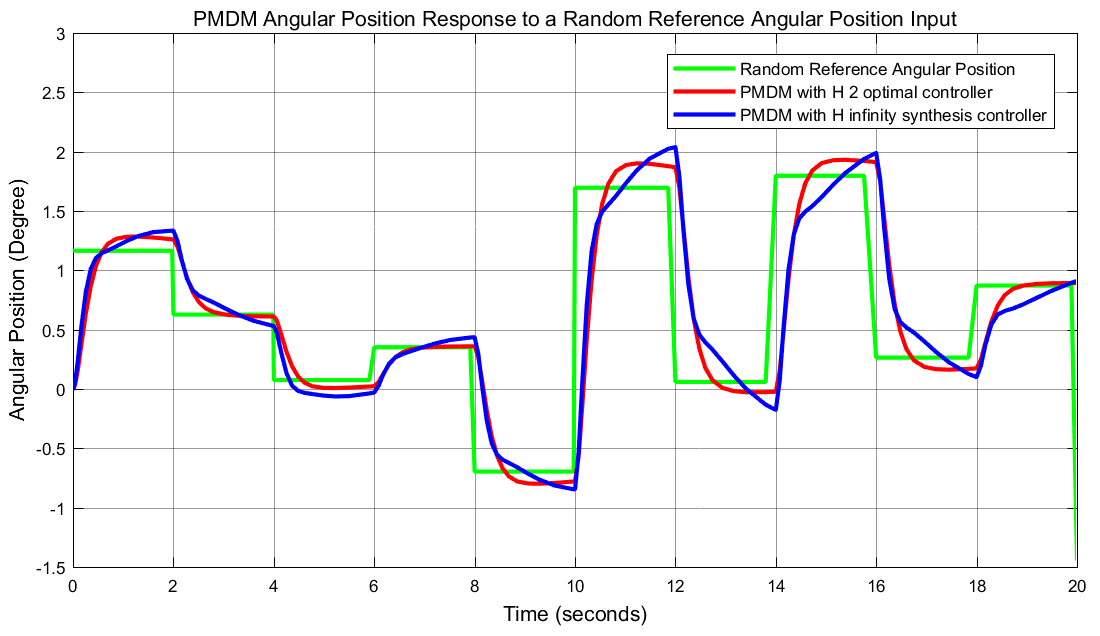 PMDM Angular Position Response to a Random Reference Angular Position Input
3
2.5
2
1.5
1
0.5
0
-0.5
-1
-1.5
Angular Position (Degree)
Random Reference Angular Position
PMDM with H 2 optimal controller
PMDM with H infinity synthesis controller
0 2 4 6 8 10 12 14 16 18 20
Time (seconds)